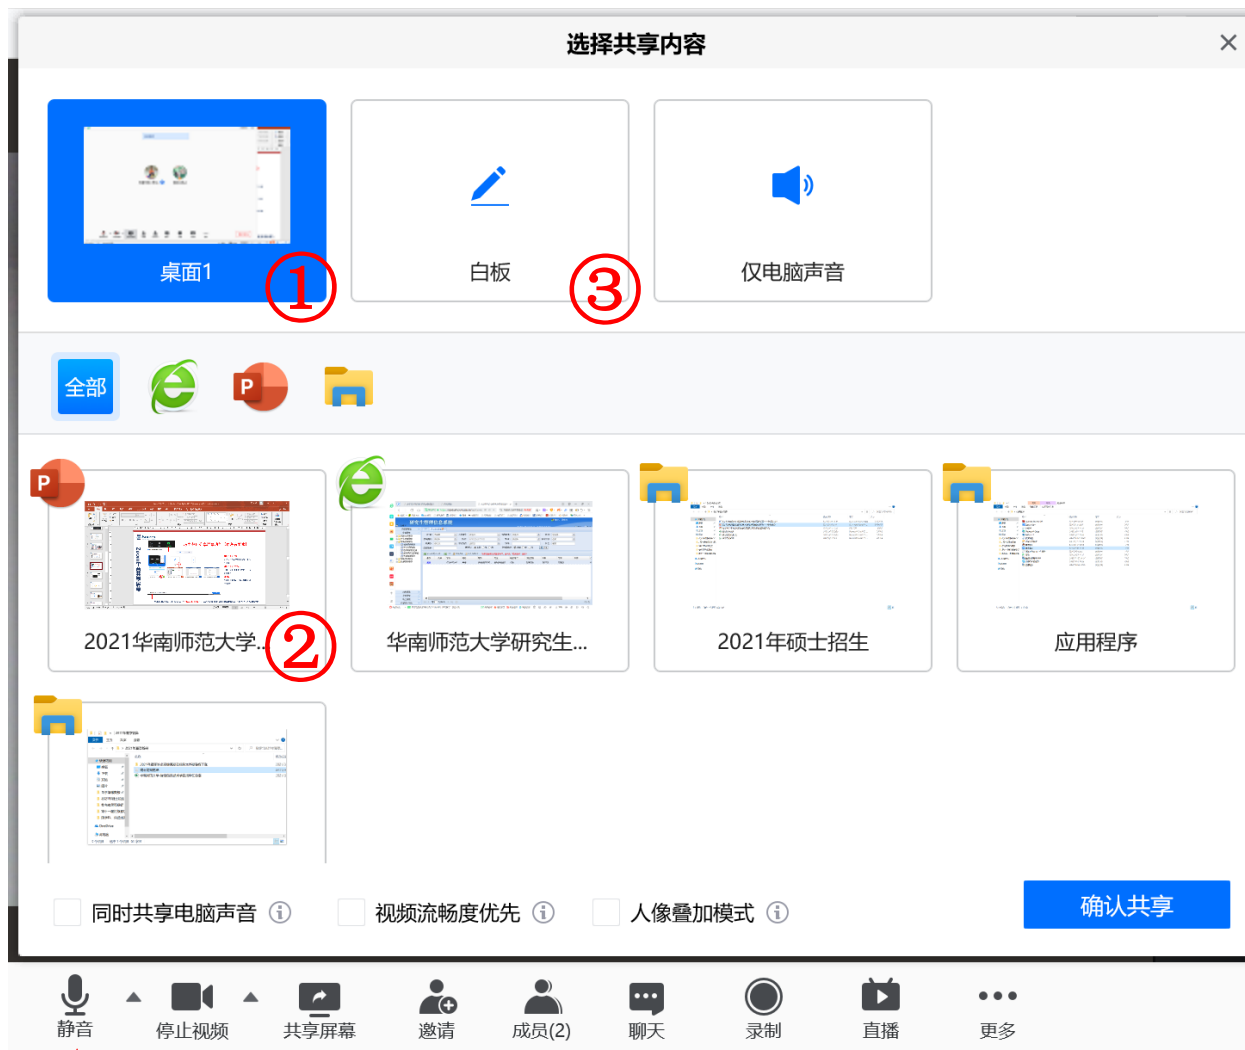 选择共享内容
桌面1
①
白板
③
仅电脑声音
全部
P
P
2021华南师范大学...
②
华南师范大学研究生...
2021年硕士招生
应用程序
同时共享电脑声音
视频流畅度优先
人像叠加模式
确认共享
静音
停止视频
共享屏幕
邀请
成员(2)
聊天
录制
直播
更多